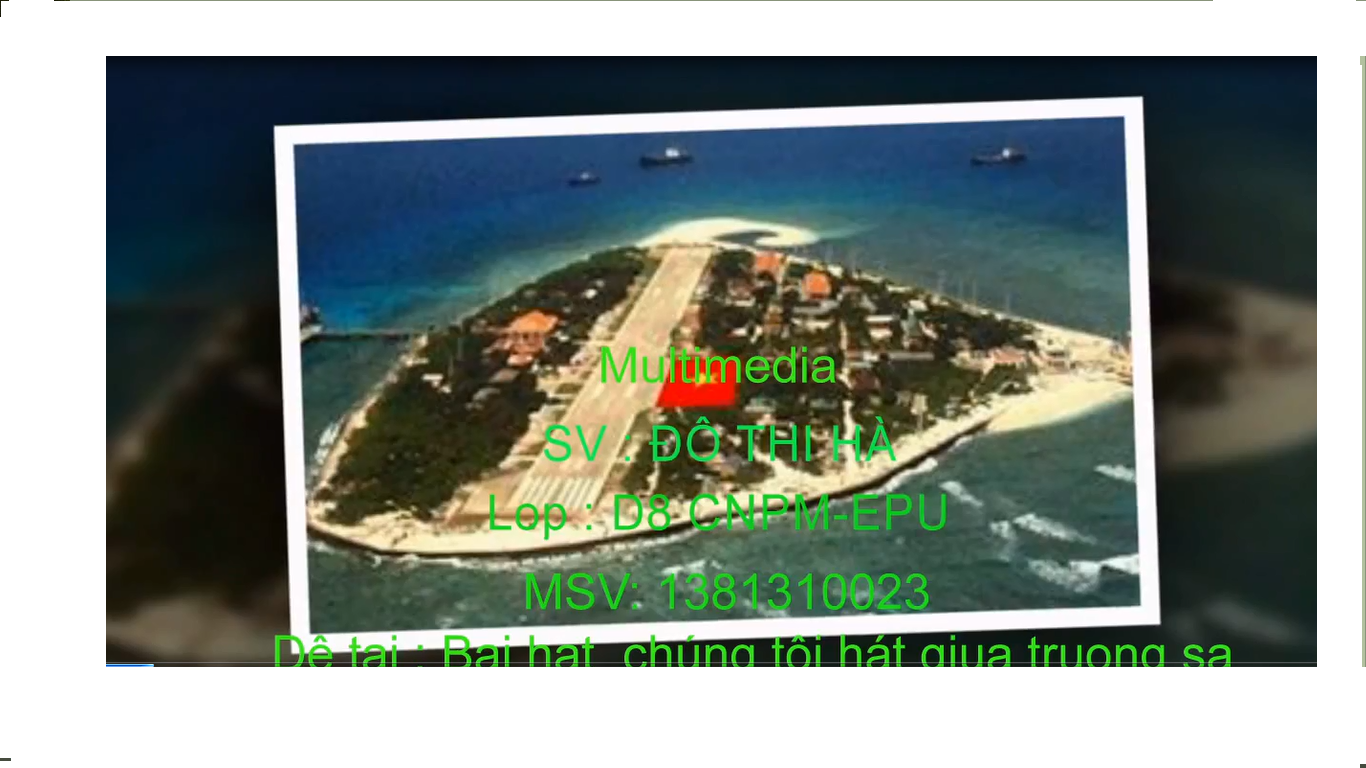 Multimedia
SV : ĐÔ THI HÀ
Lop : D8 CNPM-EPU
MSV: 1381310023
Dê tai : Bai hat chúng tôi hát giua truong sa